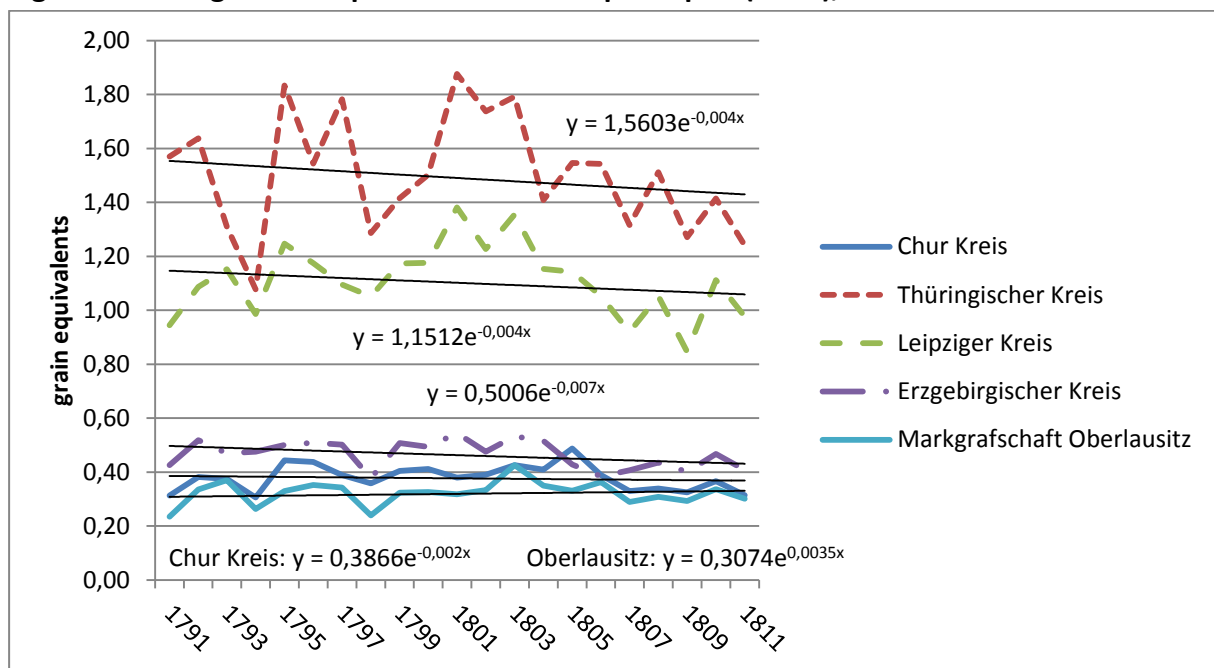 2,00
1,80
1,60
1,40
1,20
1,00
0,80
0,60
0,40
0,20
0,00
grain equivalents
y = 1,5603e-0,004x
y = 1,1512e-0,004x
y = 0,5006e-0,007x
Chur Kreis: y = 0,3866e-0,002x
Oberlausitz: y = 0,3074e0,0035x
1791
1793
1795
1797
1799
1801
1803
1805
1807
1809
1811
Chur Kreis
Thüringischer Kreis
Leipziger Kreis
Erzgebirgischer Kreis
Markgrafschaft Oberlausitz